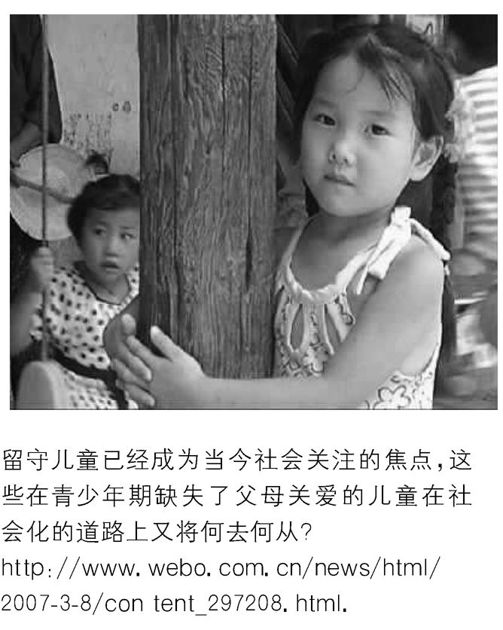 留守儿童已经成为当今社会关注的焦点,这
些在青少年期缺失了父母关爱的儿童在社
会化的道路上又将何去何从?
http://www.webo.com.cn/news/html/
2007-3-8/con tent_297208.html.